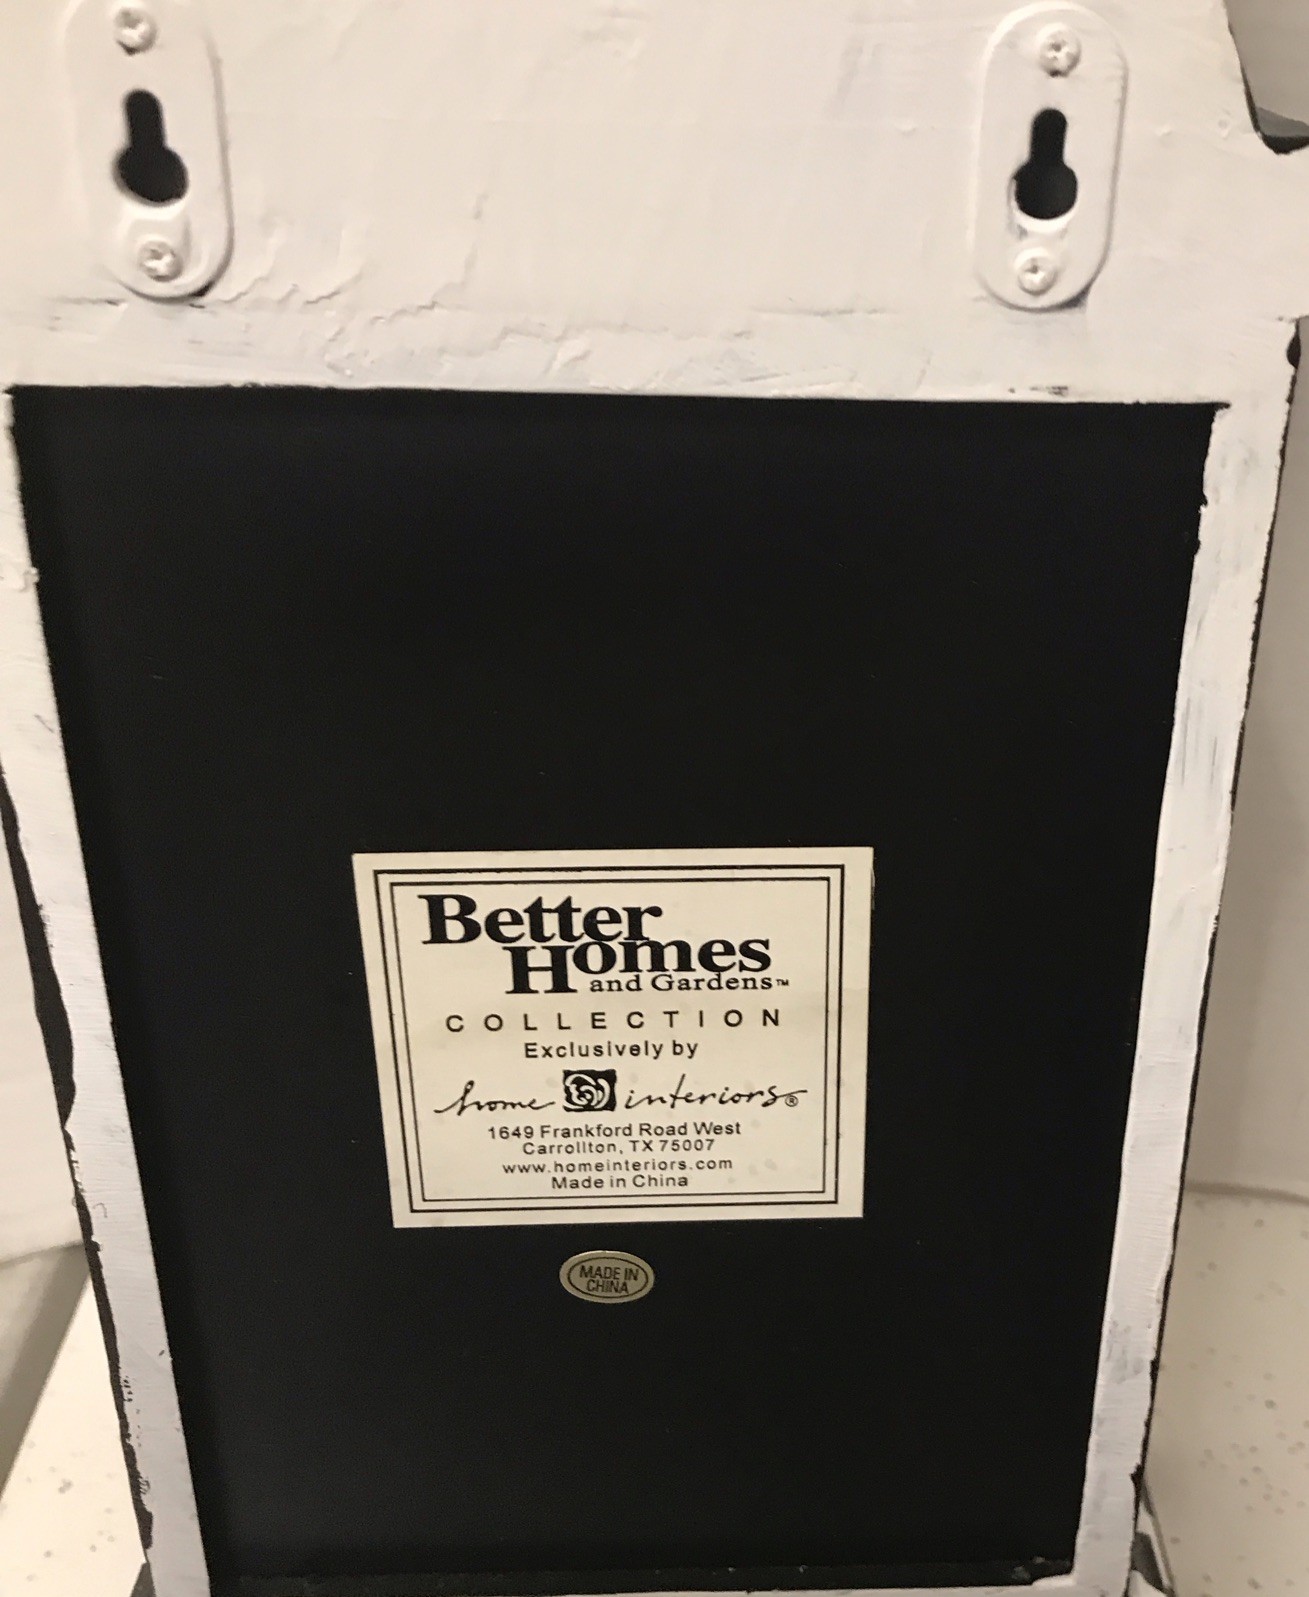 Better
Homes
and Gardens™
COLLECTION
Exclusively by
home interiors®
1649 Frankford Road West
Carrollton, TX 75007
www.homeinteriors.com
Made in China
MADE IN
CHINA